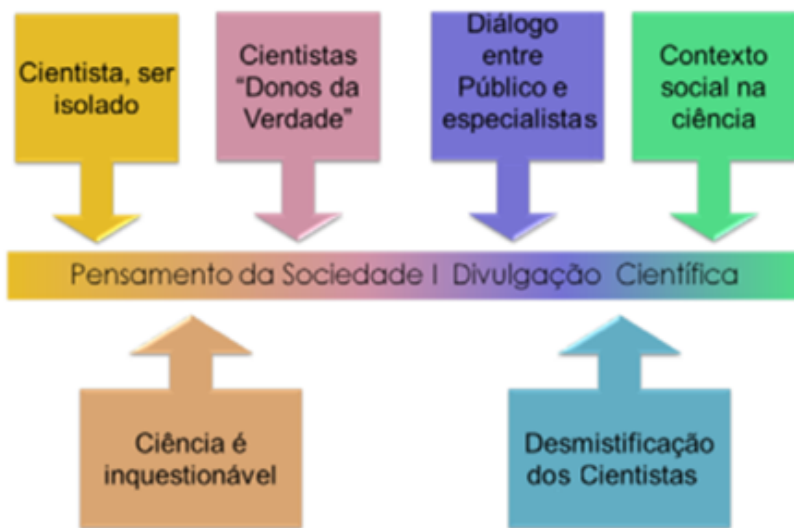 Cientista, ser
isolado
Cientistas
“Donos da
Verdade”
Diálogo
entre
Público e
especialistas
Contexto
social na
ciência
Pensamento da Sociedade I Divulgação Científica
Ciência é
inquestionável
Desmistificação
dos Cientistas